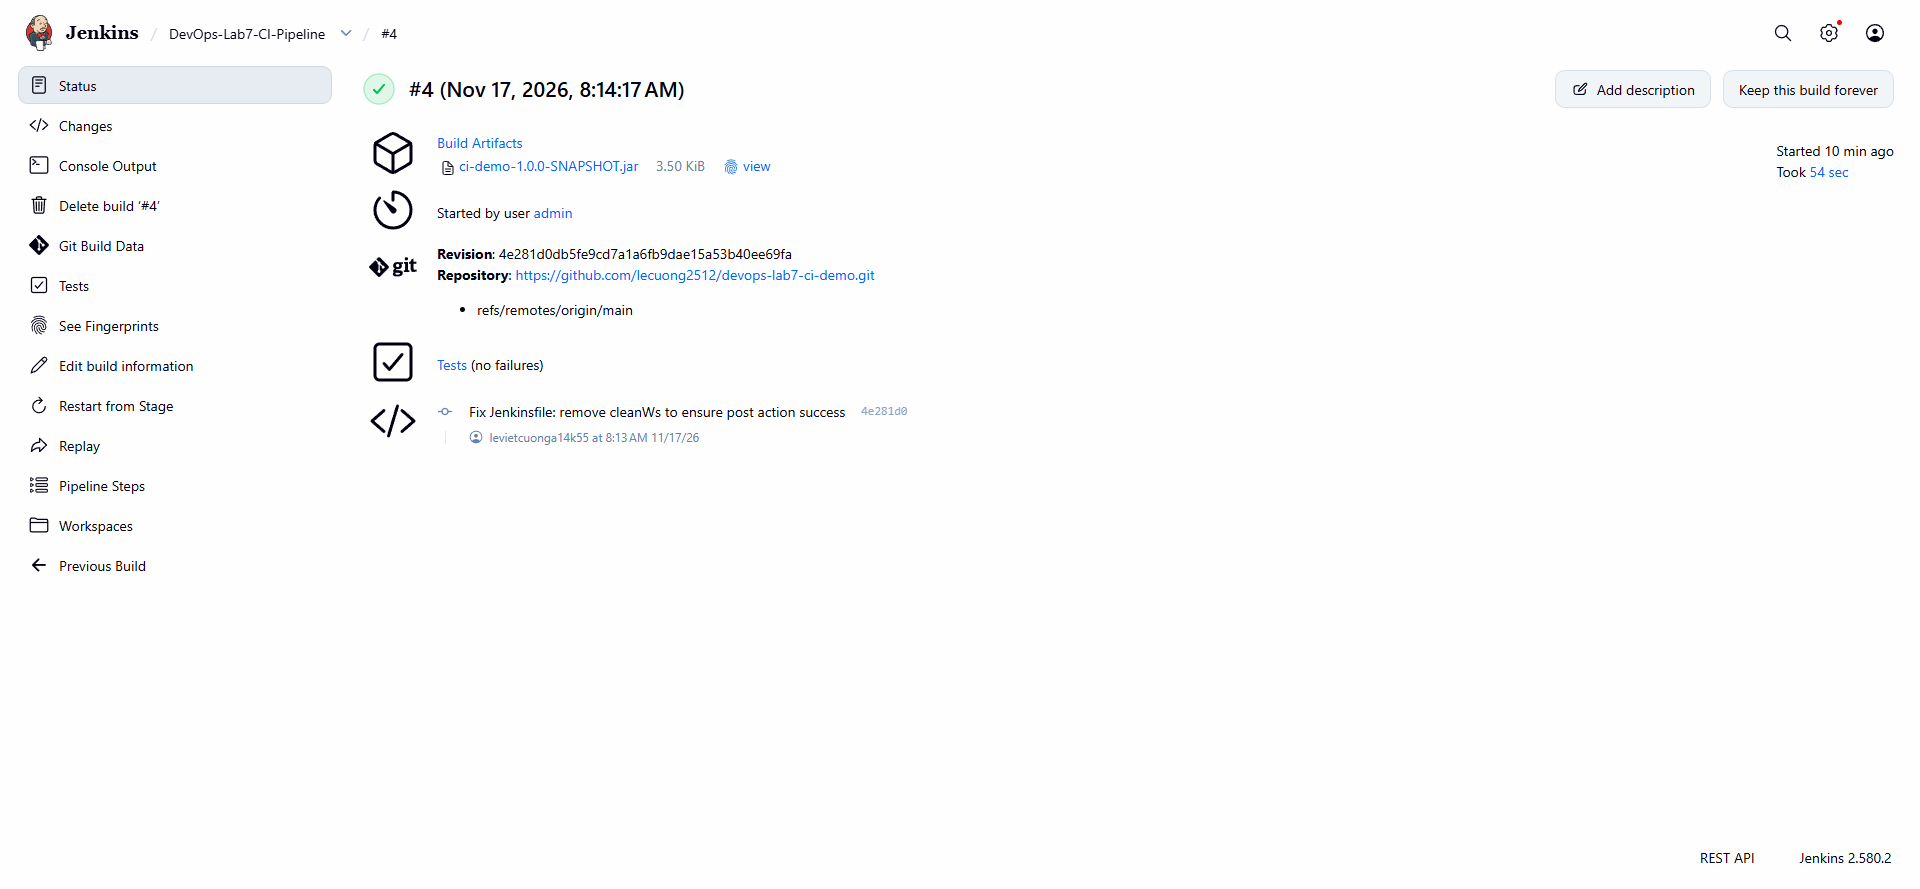 Jenkins / DevOps-Lab7-CI-Pipeline / #4
Status
Changes
Console Output
Delete build ‘#4’
Git Build Data
Tests
See Fingerprints
Edit build information
Restart from Stage
Replay
Pipeline Steps
Workspaces
Previous Build
#4 (Nov 17, 2026, 8:14:17 AM)
Add description
Keep this build forever
Started 10 min ago
Took 54 sec
Build Artifacts
ci-demo-1.0.0-SNAPSHOT.jar 3.50 KiB view
Started by user admin
git
Revision: 4e281d0db5fe9cd7a1a6fb9dae15a53b40ee69fa
Repository: https://github.com/lecuong2512/devops-lab7-ci-demo.git
• refs/remotes/origin/main
Tests (no failures)
Fix Jenkinsfile: remove cleanWs to ensure post action success 4e281d0
levietcuonga14k55 at 8:13 AM 11/17/26
REST API
Jenkins 2.580.2